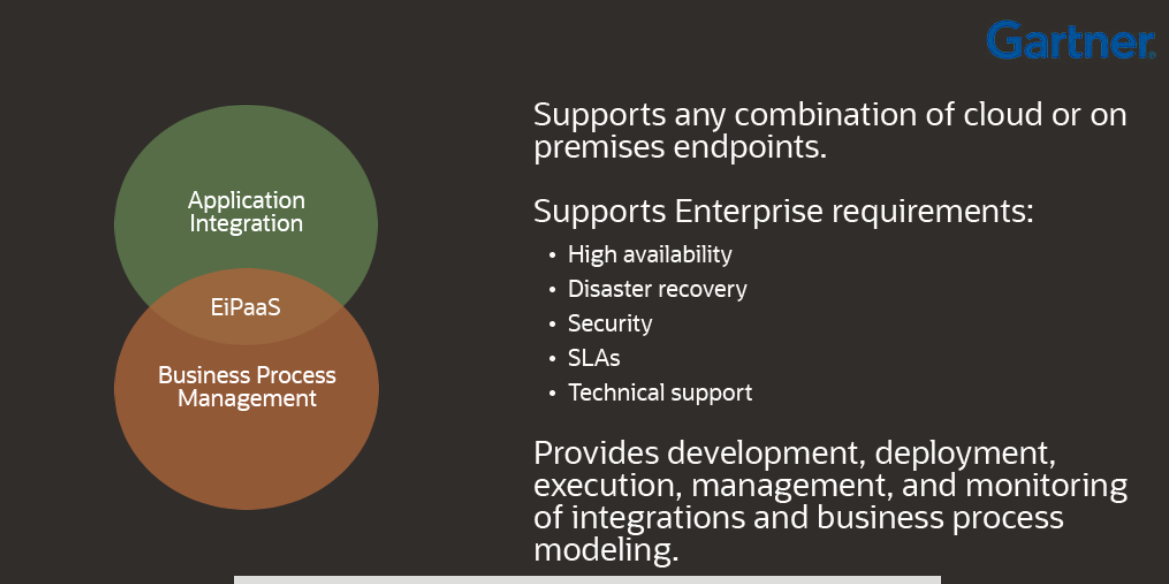 Gartner
Application
Integration
EiPaaS
Business Process
Management
Supports any combination of cloud or on
premises endpoints.
Supports Enterprise requirements:
• High availability
• Disaster recovery
• Security
• SLAs
• Technical support
Provides development, deployment,
execution, management, and monitoring
of integrations and business process
modeling.